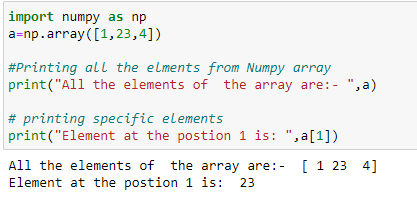 import numpy as np
a=np.array([1,23,4])
#Printing all the elments from Numpy array
print("All the elements of  the array are:- ",a)
# printing specific elements
print("Element at the postion 1 is: ",a[1])
All the elements of  the array are:-  [ 1 23  4]
Element at the postion 1 is:  23